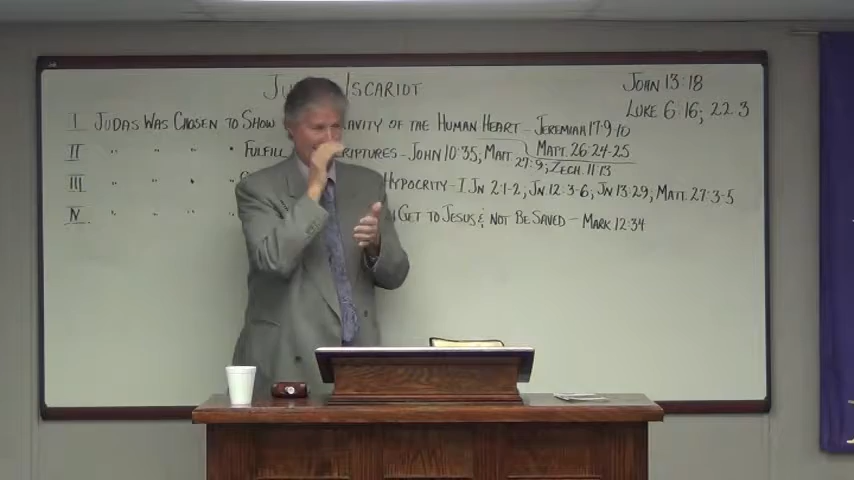 ISCARIOT
JOHN 13:18
LUKE 6:16; 22:3
I JUDAS WAS CHOSEN TO SHOW AVITY OF THE HUMAN HEART - JEREMIAH 17:9-10
II " " " " FULFILL RIPTURES - JOHN 10:35; MATT. 27:9; ZECH. 11:13 MATT. 26:24-25
III " " " " HYPOCRISY - I JN 2:1-2; JN. 12:3-6; JN 13:29; MATT. 27:3-5
IV " " " " GET TO JESUS & NOT BE SAVED - MARK 12:34